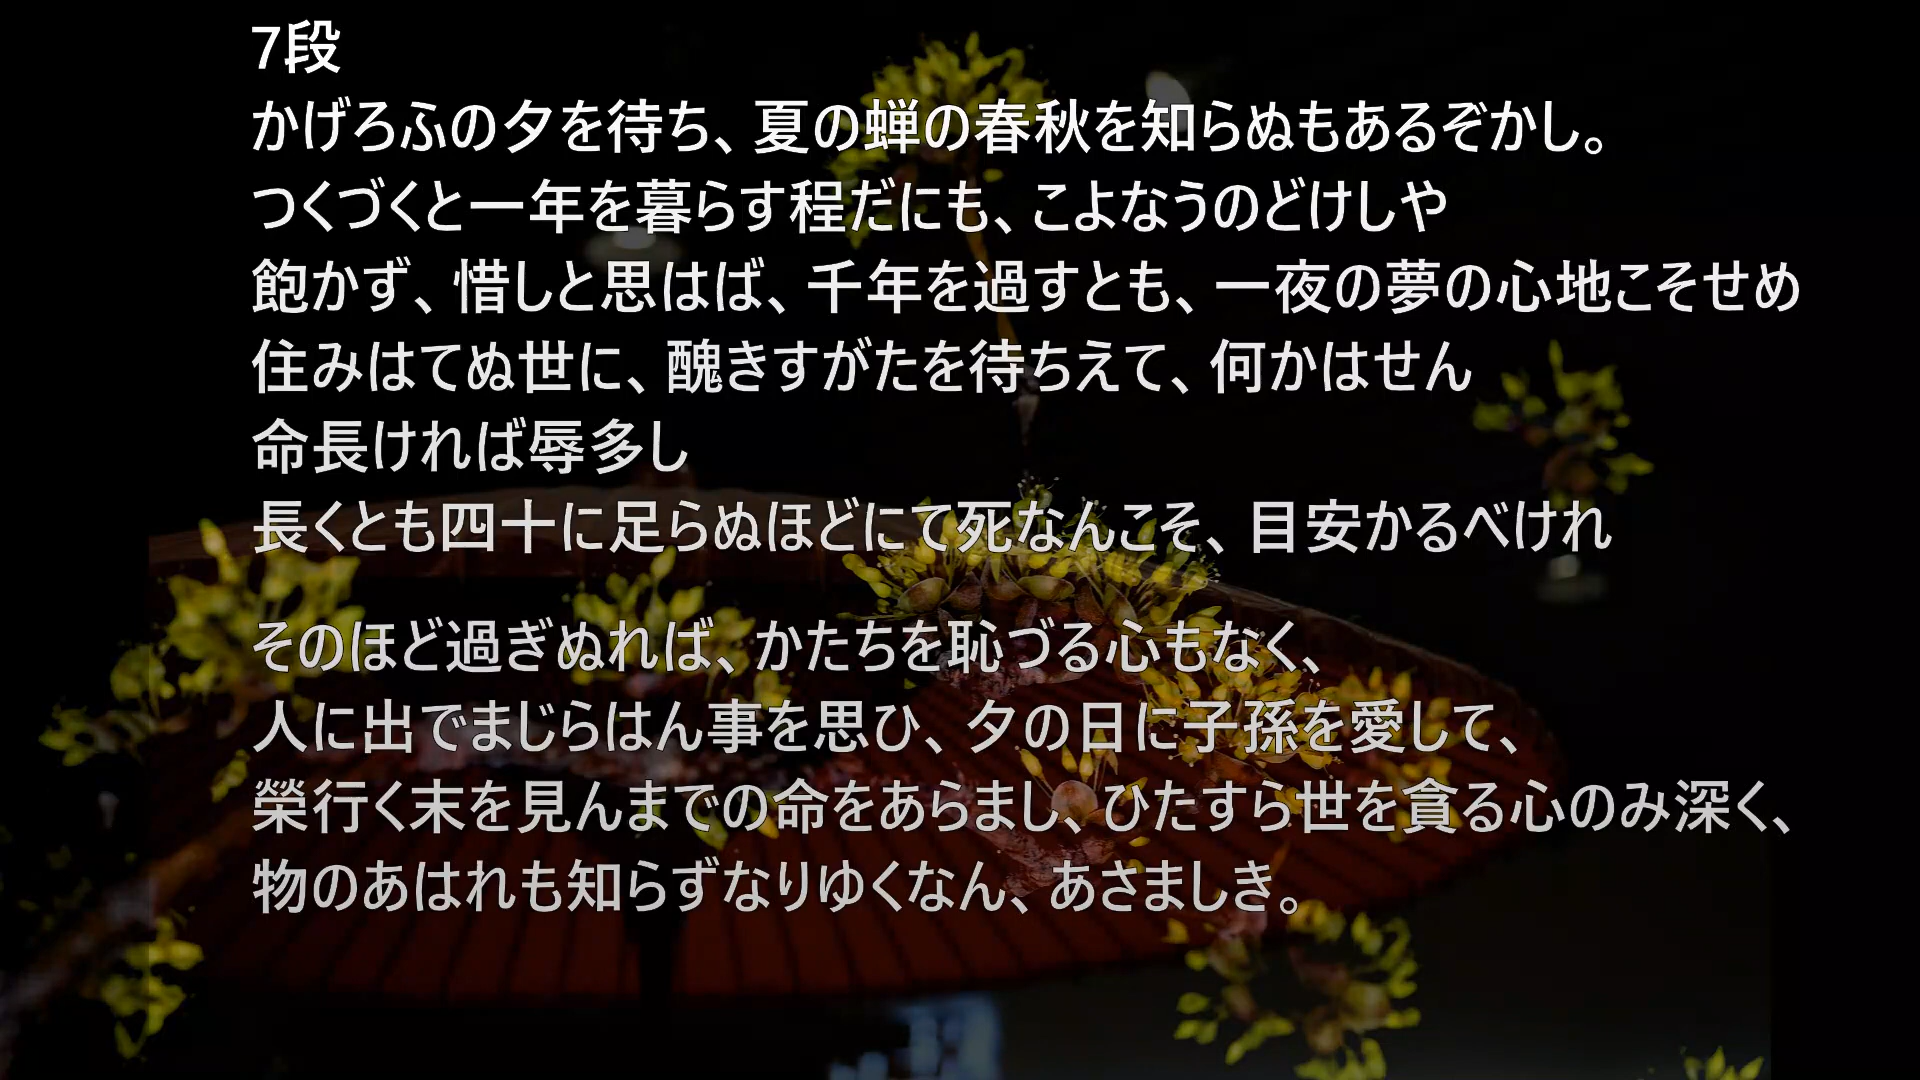 7段
かげろふの夕を待ち、夏の蝉の春秋を知らぬもあるぞかし。
つくづくと一年を暮らす程だにも、こよなうのどけしや
飽かず、惜しと思はば、千年を過すとも、一夜の夢の心地こそせめ
住みはてぬ世に、醜きすがたを待ちえて、何かはせん
命長ければ辱多し
長くとも四十に足らぬほどにて死なんこそ、目安かるべけれ
そのほど過ぎぬれば、かたちを恥づる心もなく、
人に出でまじらはん事を思ひ、夕の日に子孫を愛して、
榮行く末を見んまでの命をあらまし、ひたすら世を貪る心のみ深く、
物のあはれも知らずなりゆくなん、あさましき。